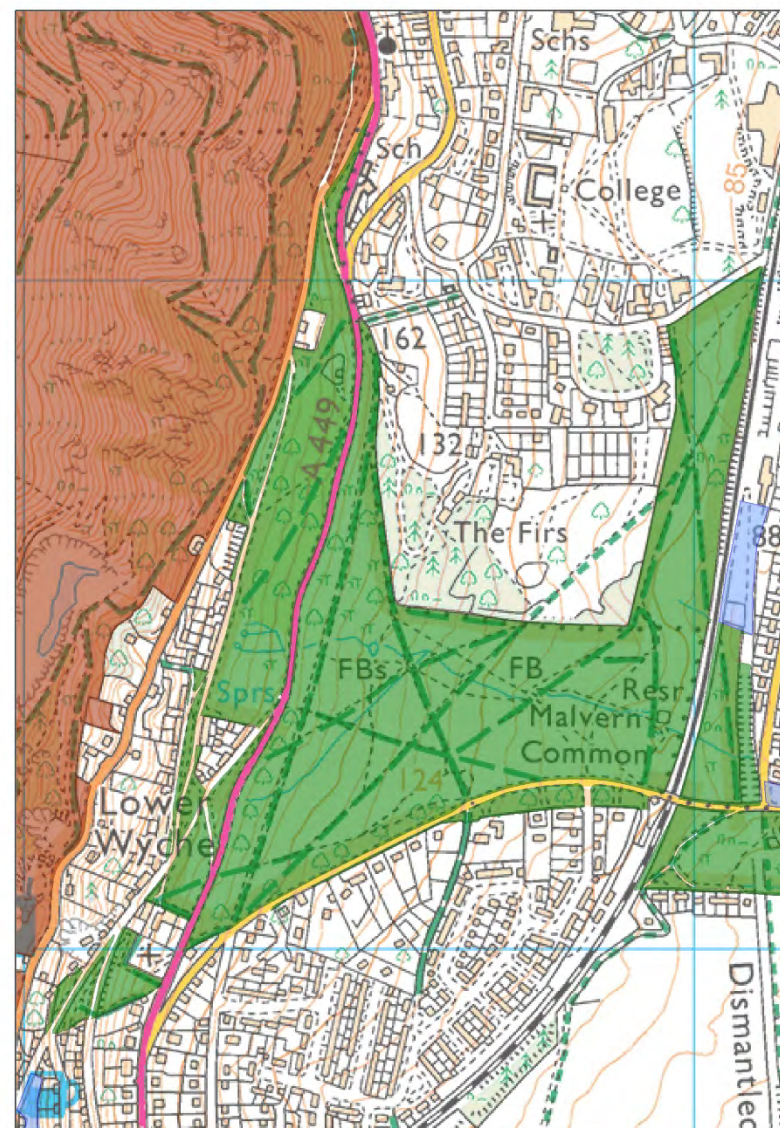 Schs
Sch
College
85
162
A 449
132
The Firs
88
FBs
FB
Sprs
Resr
Malvern
Common
124
Lower
Wyche
Dismantled